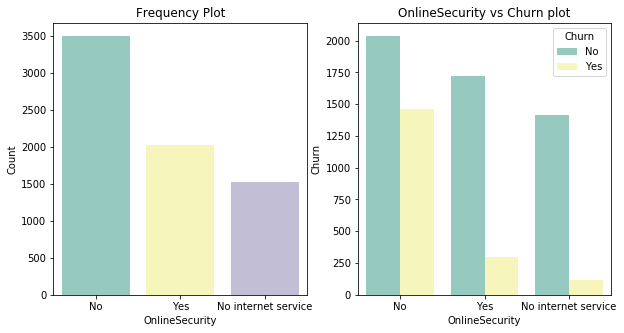 Frequency Plot
Count
3500
3000
2500
2000
1500
1000
500
0
No
Yes
No internet service
OnlineSecurity
OnlineSecurity vs Churn plot
Churn
2000
1750
1500
1250
1000
750
500
250
0
Churn
No
Yes
No
Yes
No internet service
OnlineSecurity